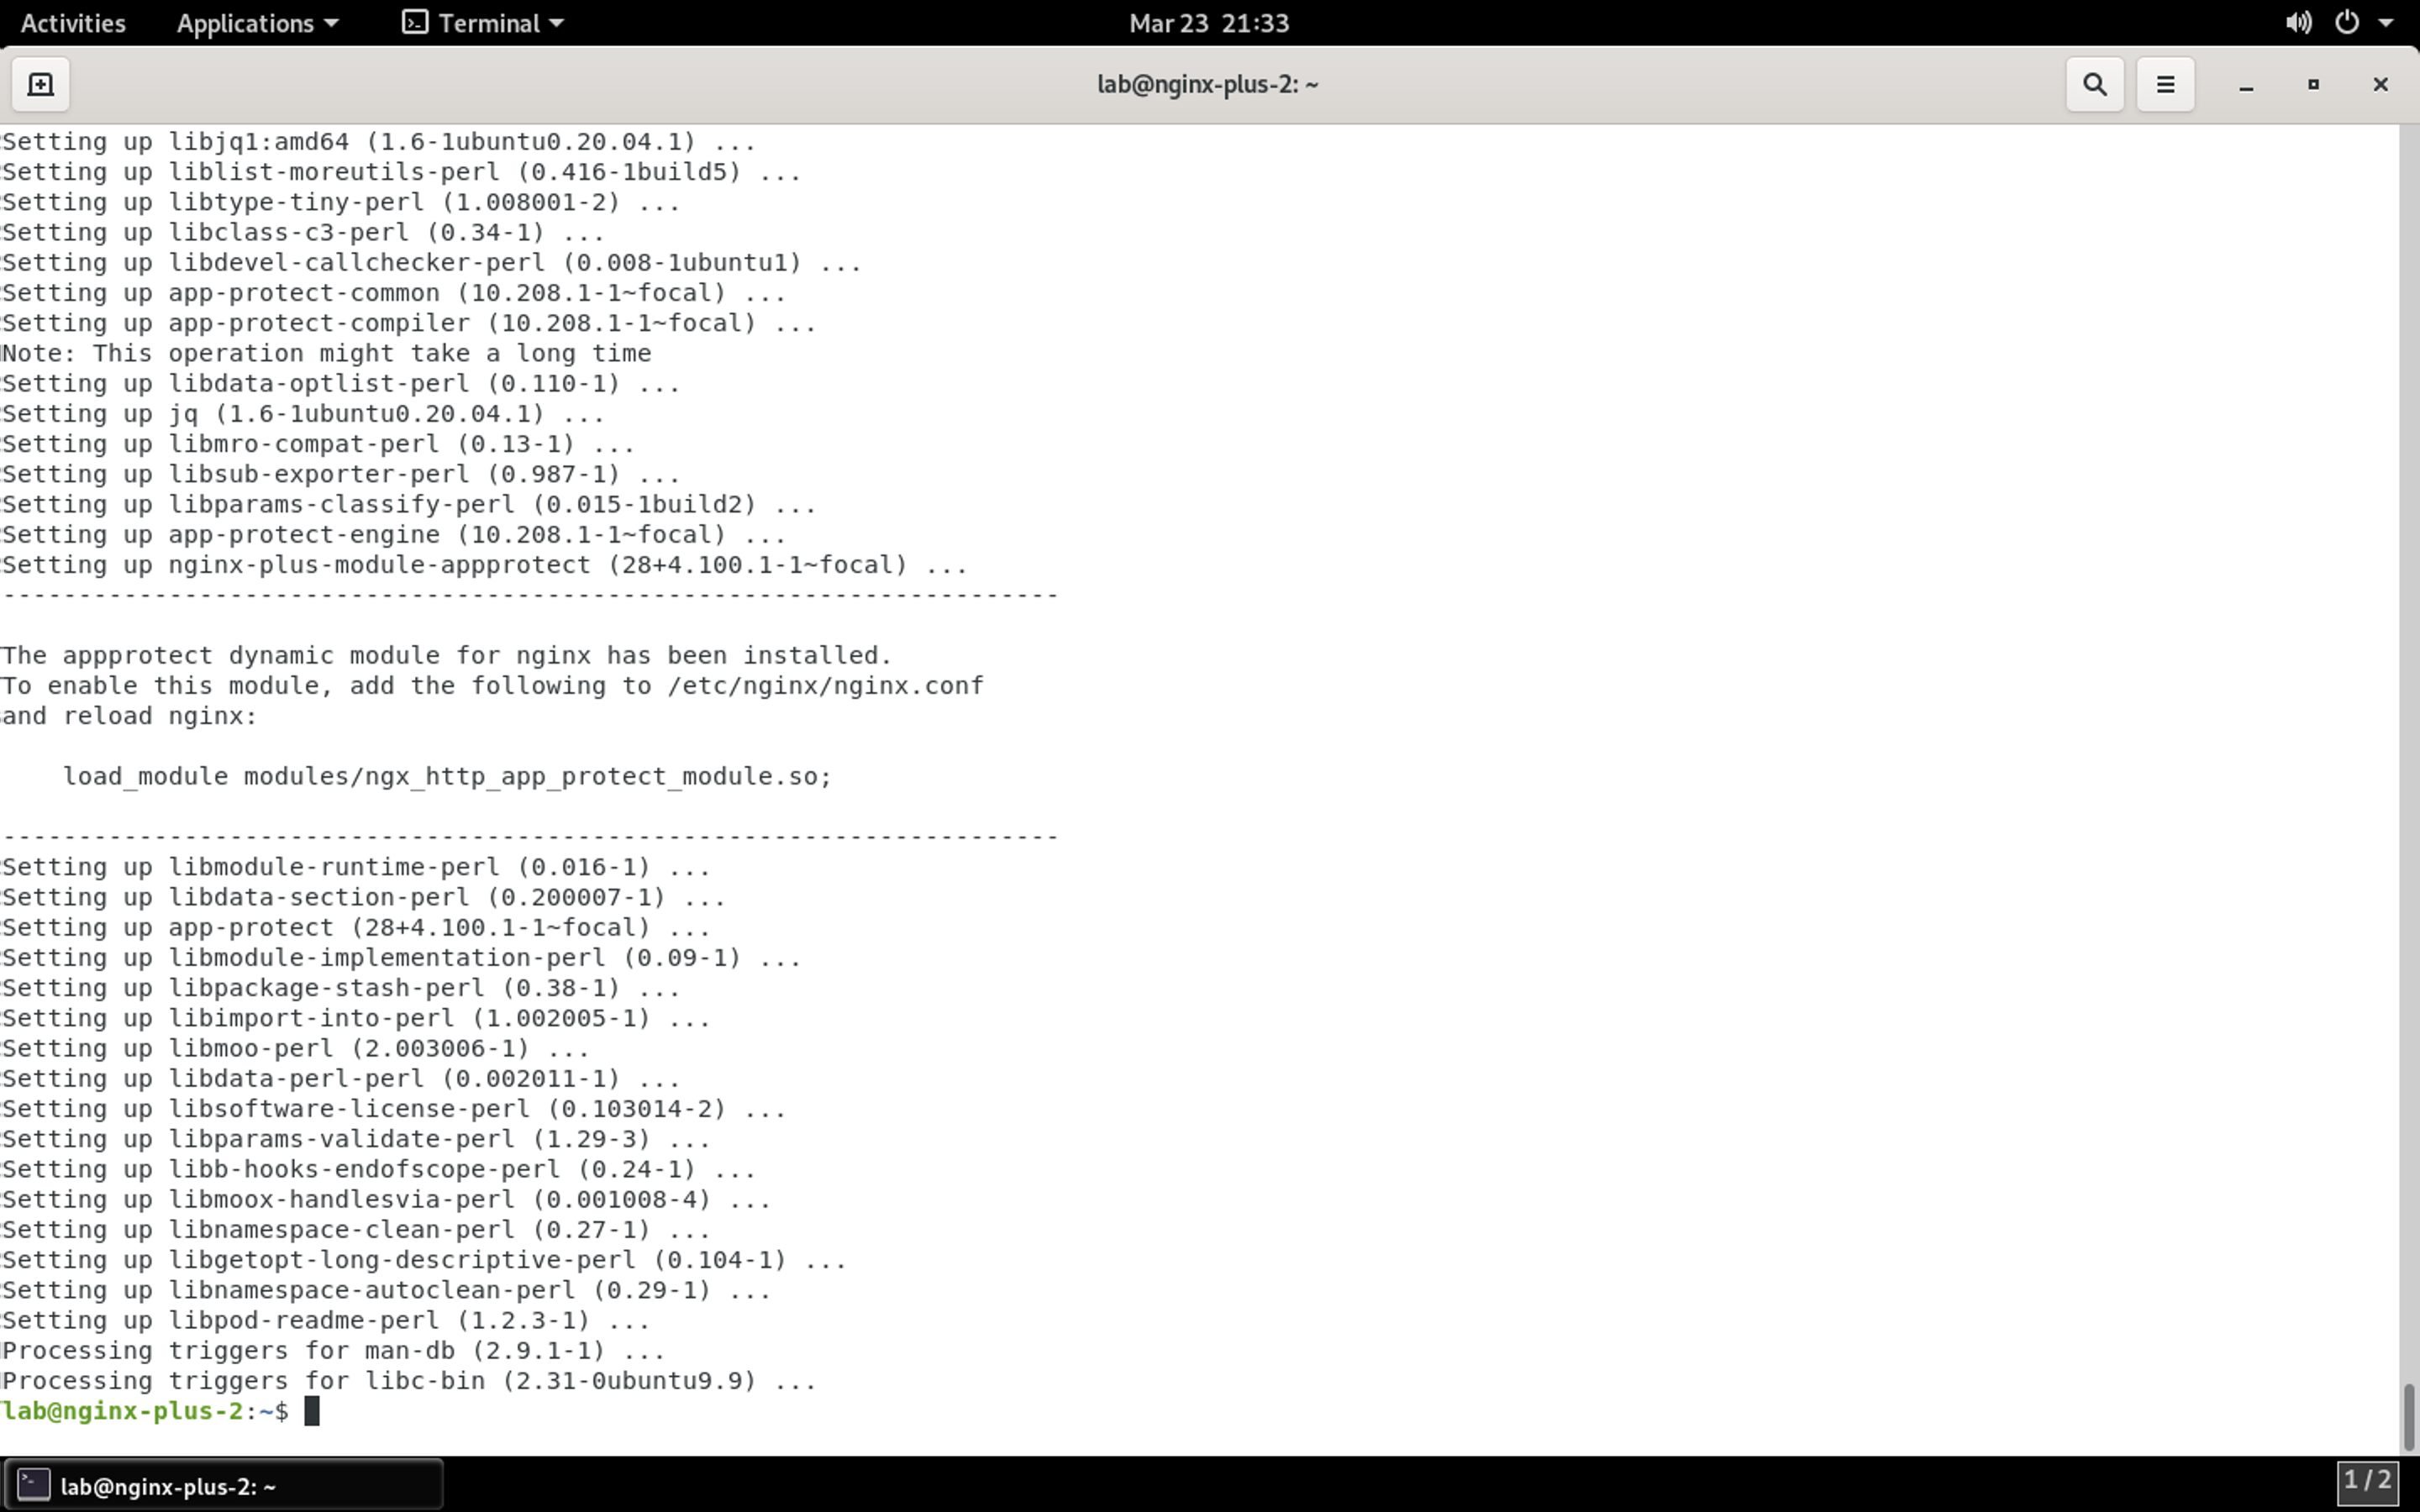 Activities Applications Terminal Mar 23 21:33
lab@nginx-plus-2: ~
Setting up libjq1:amd64 (1.6-1ubuntu0.20.04.1) ...
Setting up liblist-moreutils-perl (0.416-1build5) ...
Setting up libtype-tiny-perl (1.008001-2) ...
Setting up libclass-c3-perl (0.34-1) ...
Setting up libdevel-callchecker-perl (0.008-1ubuntu1) ...
Setting up app-protect-common (10.208.1-1~focal) ...
Setting up app-protect-compiler (10.208.1-1~focal) ...
Note: This operation might take a long time
Setting up libdata-optlist-perl (0.110-1) ...
Setting up jq (1.6-1ubuntu0.20.04.1) ...
Setting up libmro-compat-perl (0.13-1) ...
Setting up libsub-exporter-perl (0.987-1) ...
Setting up libparams-classify-perl (0.015-1build2) ...
Setting up app-protect-engine (10.208.1-1~focal) ...
Setting up nginx-plus-module-appprotect (28+4.100.1-1~focal) ...
----------------------------------------------------------------------
The appprotect dynamic module for nginx has been installed.
To enable this module, add the following to /etc/nginx/nginx.conf
and reload nginx:
load_module modules/ngx_http_app_protect_module.so;
----------------------------------------------------------------------
Setting up libmodule-runtime-perl (0.016-1) ...
Setting up libdata-section-perl (0.200007-1) ...
Setting up app-protect (28+4.100.1-1~focal) ...
Setting up libmodule-implementation-perl (0.09-1) ...
Setting up libpackage-stash-perl (0.38-1) ...
Setting up libimport-into-perl (1.002005-1) ...
Setting up libmoo-perl (2.003006-1) ...
Setting up libdata-perl-perl (0.002011-1) ...
Setting up libsoftware-license-perl (0.103014-2) ...
Setting up libparams-validate-perl (1.29-3) ...
Setting up libb-hooks-endofscope-perl (0.24-1) ...
Setting up libmoox-handlesvia-perl (0.001008-4) ...
Setting up libnamespace-clean-perl (0.27-1) ...
Setting up libgetopt-long-descriptive-perl (0.104-1) ...
Setting up libnamespace-autoclean-perl (0.29-1) ...
Setting up libpod-readme-perl (1.2.3-1) ...
Processing triggers for man-db (2.9.1-1) ...
Processing triggers for libc-bin (2.31-0ubuntu9.9) ...
lab@nginx-plus-2:~$
lab@nginx-plus-2: ~ 1 / 2